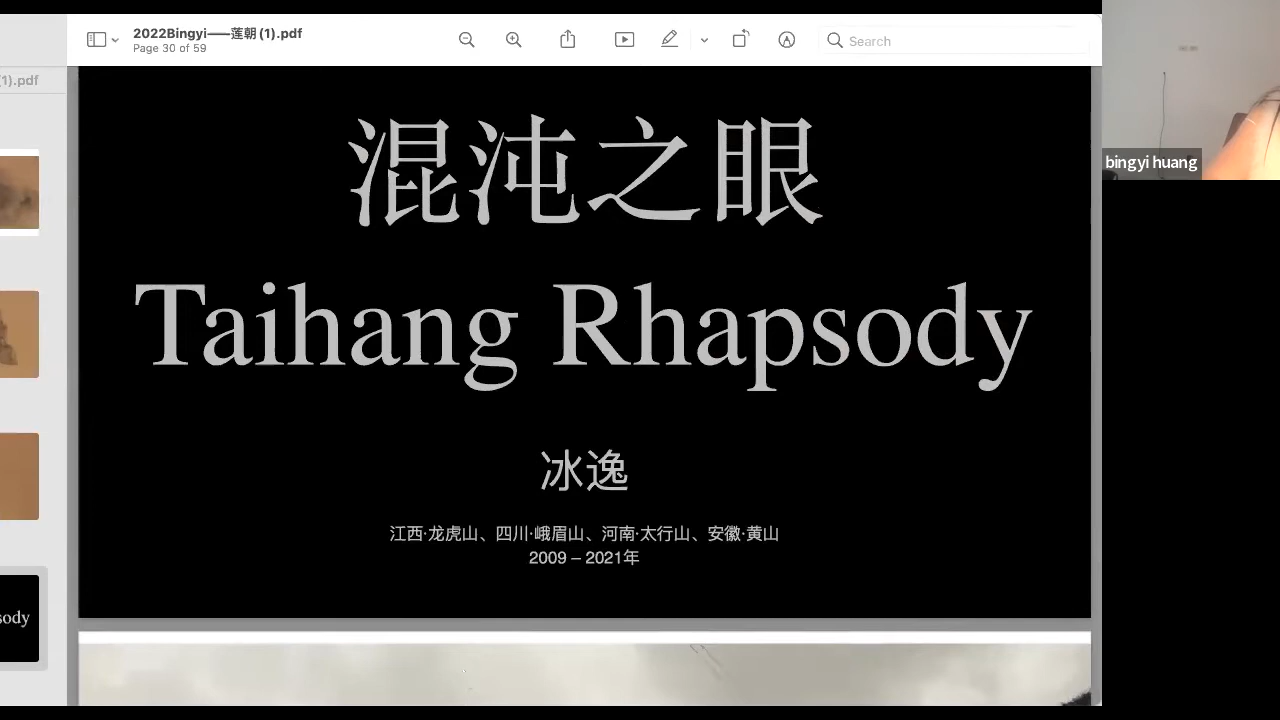 2022Bingyi——莲朝 (1).pdf
Page 30 of 59
Search
(1).pdf
混沌之眼
Taihang Rhapsody
冰逸
江西·龙虎山、四川·峨眉山、河南·太行山、安徽·黄山
2009 – 2021年
sody
bingyi huang